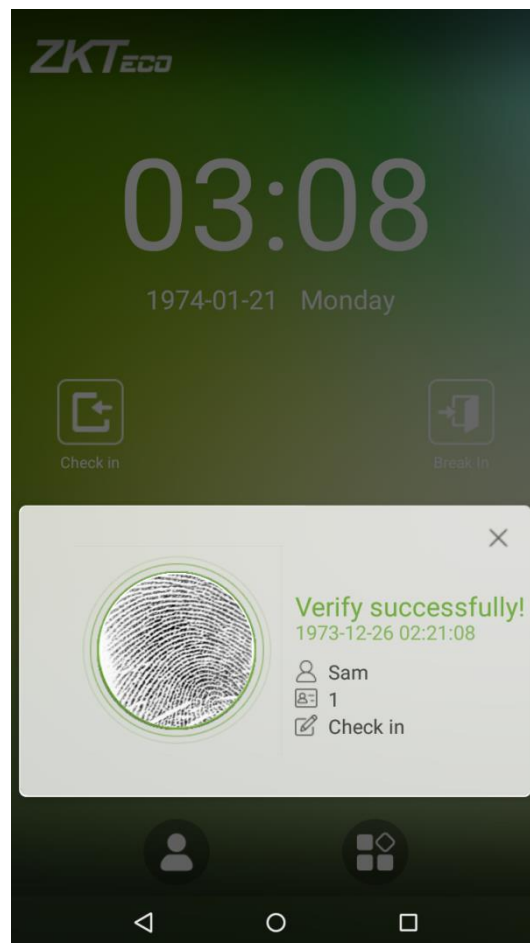 ZKTECO
03:08
1974-01-21 Monday
Check in
Break In
Verify successfully!
1973-12-26 02:21:08
Sam
1
Check in